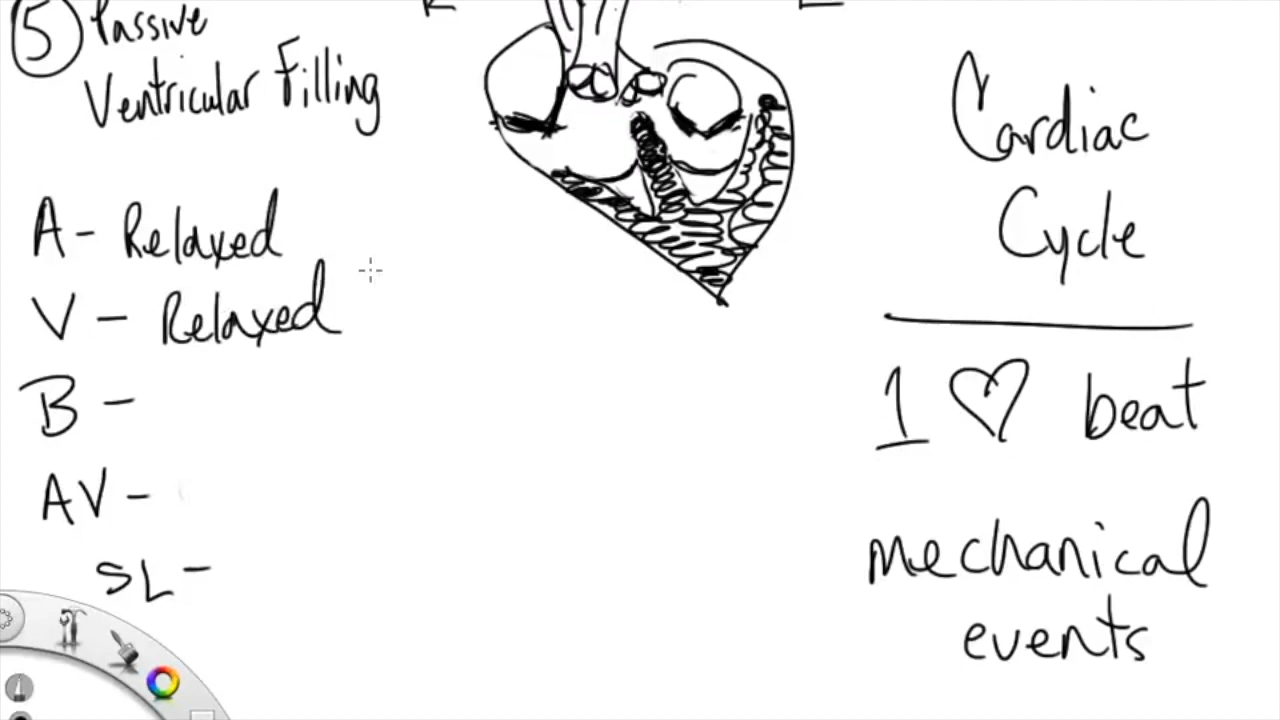 5 Passive
Ventricular Filling
A - Relaxed
V - Relaxed
B -
AV -
SL -
Cardiac
Cycle
1 ♡ beat
mechanical
events